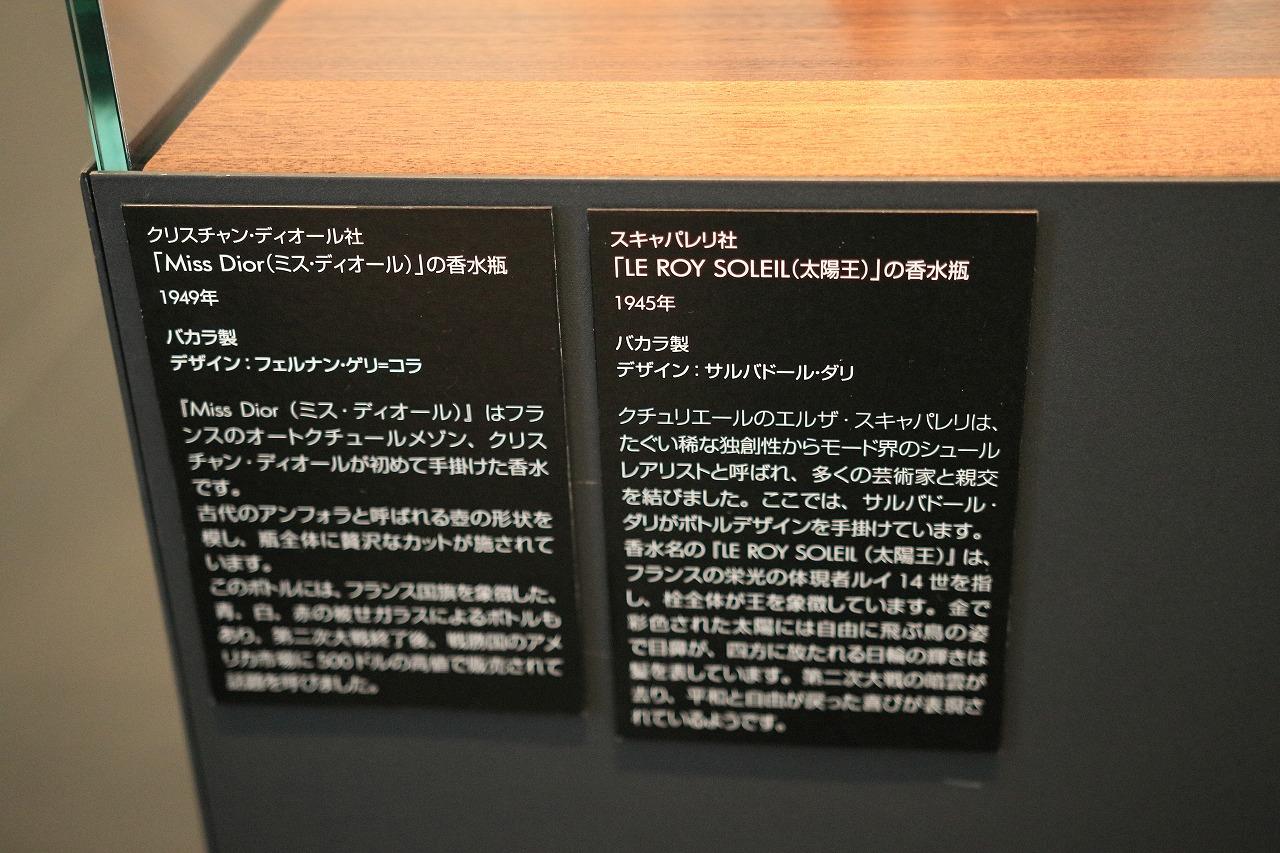 クリスチャン・ディオール社
「Miss Dior(ミス・ディオール)」の香水瓶
1949年
バカラ製
デザイン:フェルナン・ゲリ=コラ
『Miss Dior(ミス・ディオール)』はフラ
ンスのオートクチュールメゾン、クリス
チャン・ディオールが初めて手掛けた香水
です。
古代のアンフォラと呼ばれる壺の形状を
模し、瓶全体に贅沢なカットが施されて
います。
このボトルには、フランス国旗を象徴した、
青、白、赤の被せガラスによるボトルも
あり、第二次大戦終了後、戦勝国のアメ
リカ市場に500ドルの高値で販売されて
話題を呼びました。
スキャパレリ社
「LE ROY SOLEIL(太陽王)」の香水瓶
1945年
バカラ製
デザイン:サルバドール・ダリ
クチュリエールのエルザ・スキャパレリは、
たぐい稀な独創性からモード界のシュール
レアリストと呼ばれ、多くの芸術家と親交
を結びました。ここでは、サルバドール・
ダリがボトルデザインを手掛けています。
香水名の『LE ROY SOLEIL(太陽王)』は、
フランスの栄光の体現者ルイ14世を指
し、栓全体が王を象徴しています。金で
彩色された太陽には自由に飛ぶ鳥の姿
で目鼻が、四方に放たれる日輪の輝きは
髪を表しています。第二次大戦の暗雲が
去り、平和と自由が戻った喜びが表現さ
れているようです。